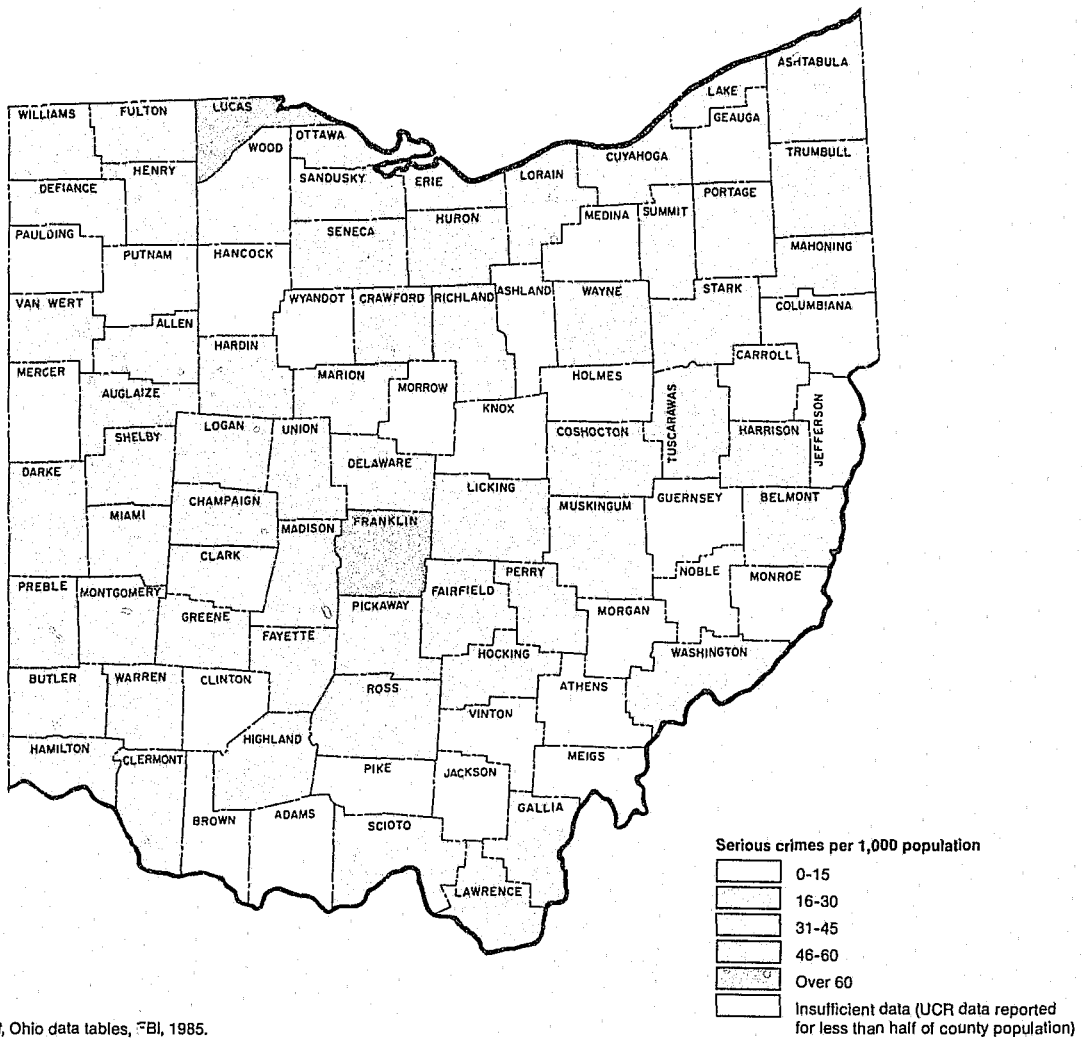 ASHTABULA
LAKE
GEAUGA
WILLIAMS
FULTON
LUCAS
OTTAWA
WOOD
CUYAHOGA
TRUMBULL
HENRY
SANDUSKY
ERIE
LORAIN
DEFIANCE
PORTAGE
MEDINA
SUMMIT
HURON
SENECA
PAULDING
MAHONING
PUTNAM
HANCOCK
STARK
ASHLAND
WAYNE
VAN WERT
WYANDOT
CRAWFORD
RICHLAND
COLUMBIANA
ALLEN
HARDIN
CARROLL
MERCER
MARION
HOLMES
MORROW
AUGLAIZE
KNOX
TUSCARAWAS
JEFFERSON
LOGAN
UNION
COSHOCTON
HARRISON
SHELBY
DELAWARE
DARKE
LICKING
GUERNSEY
BELMONT
CHAMPAIGN
MUSKINGUM
MIAMI
MADISON
FRANKLIN
CLARK
NOBLE
MONROE
PERRY
PREBLE
MONTGOMERY
FAIRFIELD
PICKAWAY
MORGAN
GREENE
FAYETTE
HOCKING
WASHINGTON
BUTLER
WARREN
CLINTON
ROSS
ATHENS
VINTON
HIGHLAND
HAMILTON
CLERMONT
MEIGS
PIKE
JACKSON
GALLIA
BROWN
ADAMS
SCIOTO
LAWRENCE
Serious crimes per 1,000 population
0-15
16-30
31-45
46-60
Over 60
Insufficient data (UCR data reported
for less than half of county population)
, Ohio data tables, FBI, 1985.